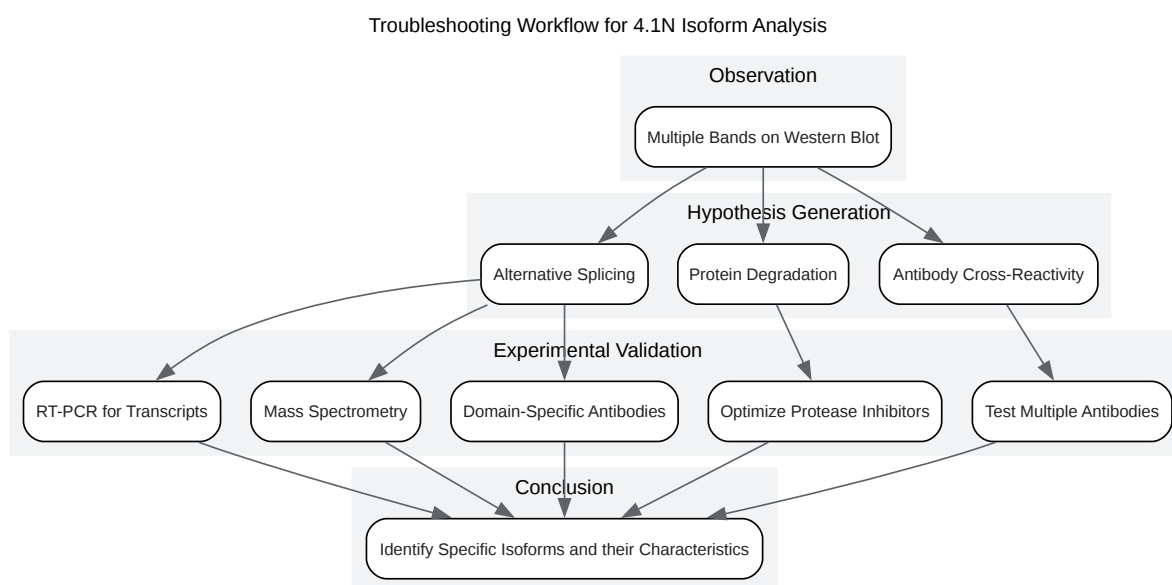 Troubleshooting Workflow for 4.1N Isoform Analysis
Observation
Multiple Bands on Western Blot
Hypothesis Generation
Alternative Splicing
Protein Degradation
Antibody Cross-Reactivity
Experimental Validation
RT-PCR for Transcripts
Mass Spectrometry
Domain-Specific Antibodies
Optimize Protease Inhibitors
Test Multiple Antibodies
Conclusion
Identify Specific Isoforms and their Characteristics